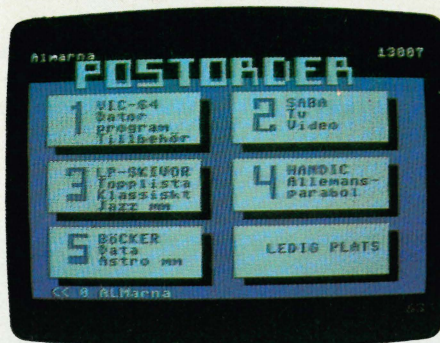 Almarna 13007
POSTORDER
1 VIC-64
Dator
program
Tillbehör
2 SABA
Tv
Video
3 LP-SKIVOR
Topplista
Klassiskt
Jazz mm
4 HANDIC
Allemans-
parabol
5 BÖCKER
Data
Astro mm
LEDIG PLATS
<< 0 ALMarna